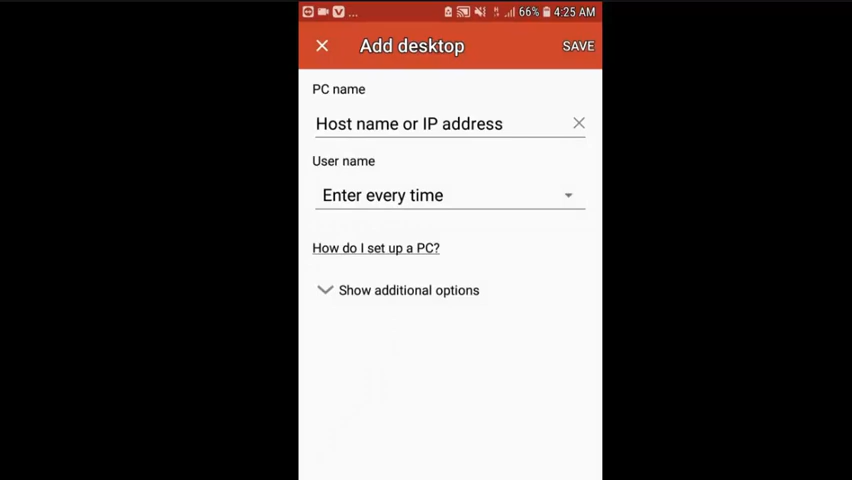 ... 66% 4:25 AM
Add desktop SAVE
PC name
Host name or IP address
User name
Enter every time
How do I set up a PC?
Show additional options